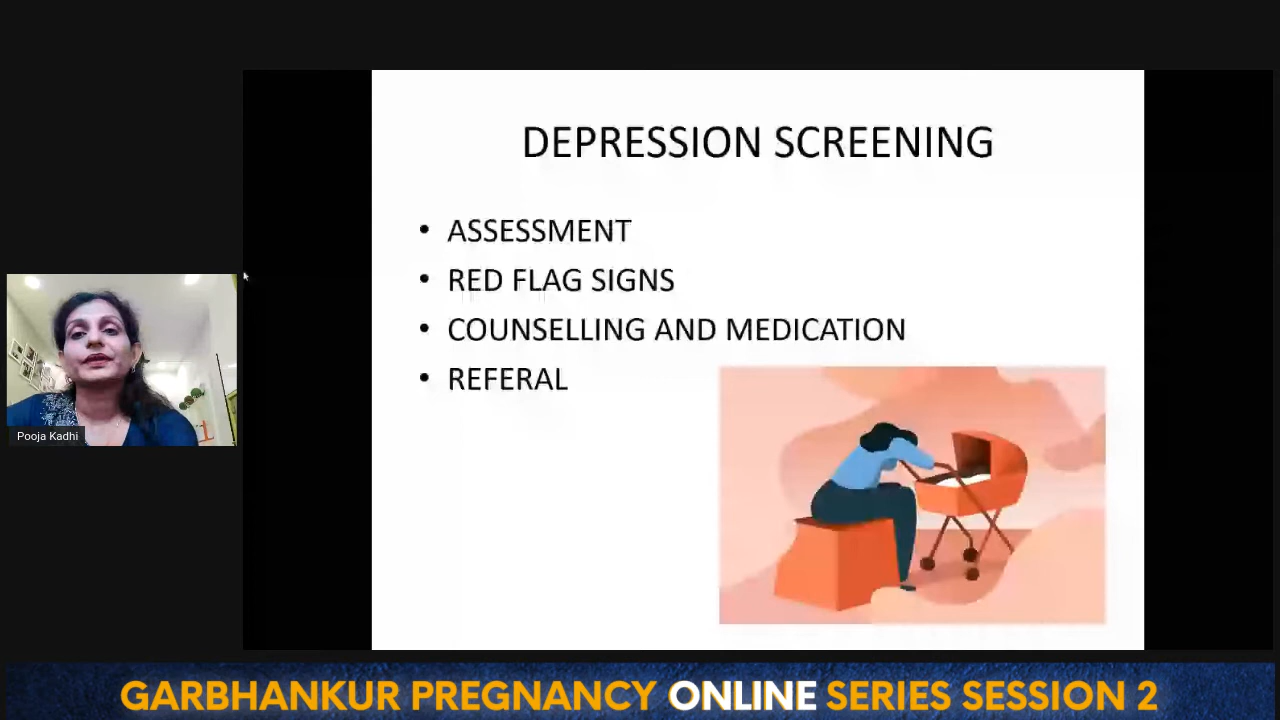 DEPRESSION SCREENING
• ASSESSMENT
• RED FLAG SIGNS
• COUNSELLING AND MEDICATION
• REFERAL
Pooja Kadhi
GARBHANKUR PREGNANCY ONLINE SERIES SESSION 2